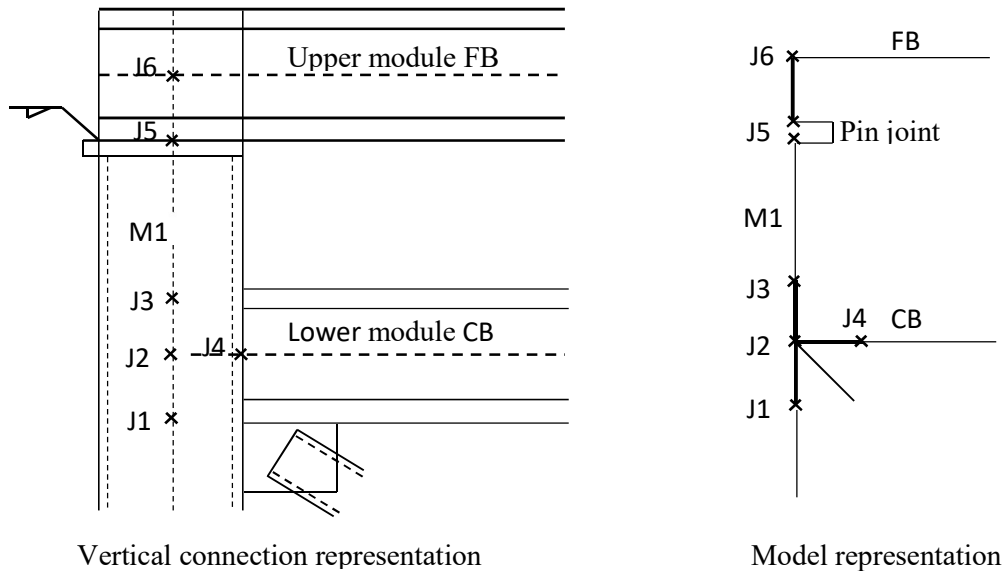 J6
Upper module FB
J5
M1
J3
J2
J4
Lower module CB
J1
Vertical connection representation
J6
FB
J5
Pin joint
M1
J3
J4
CB
J2
J1
Model representation